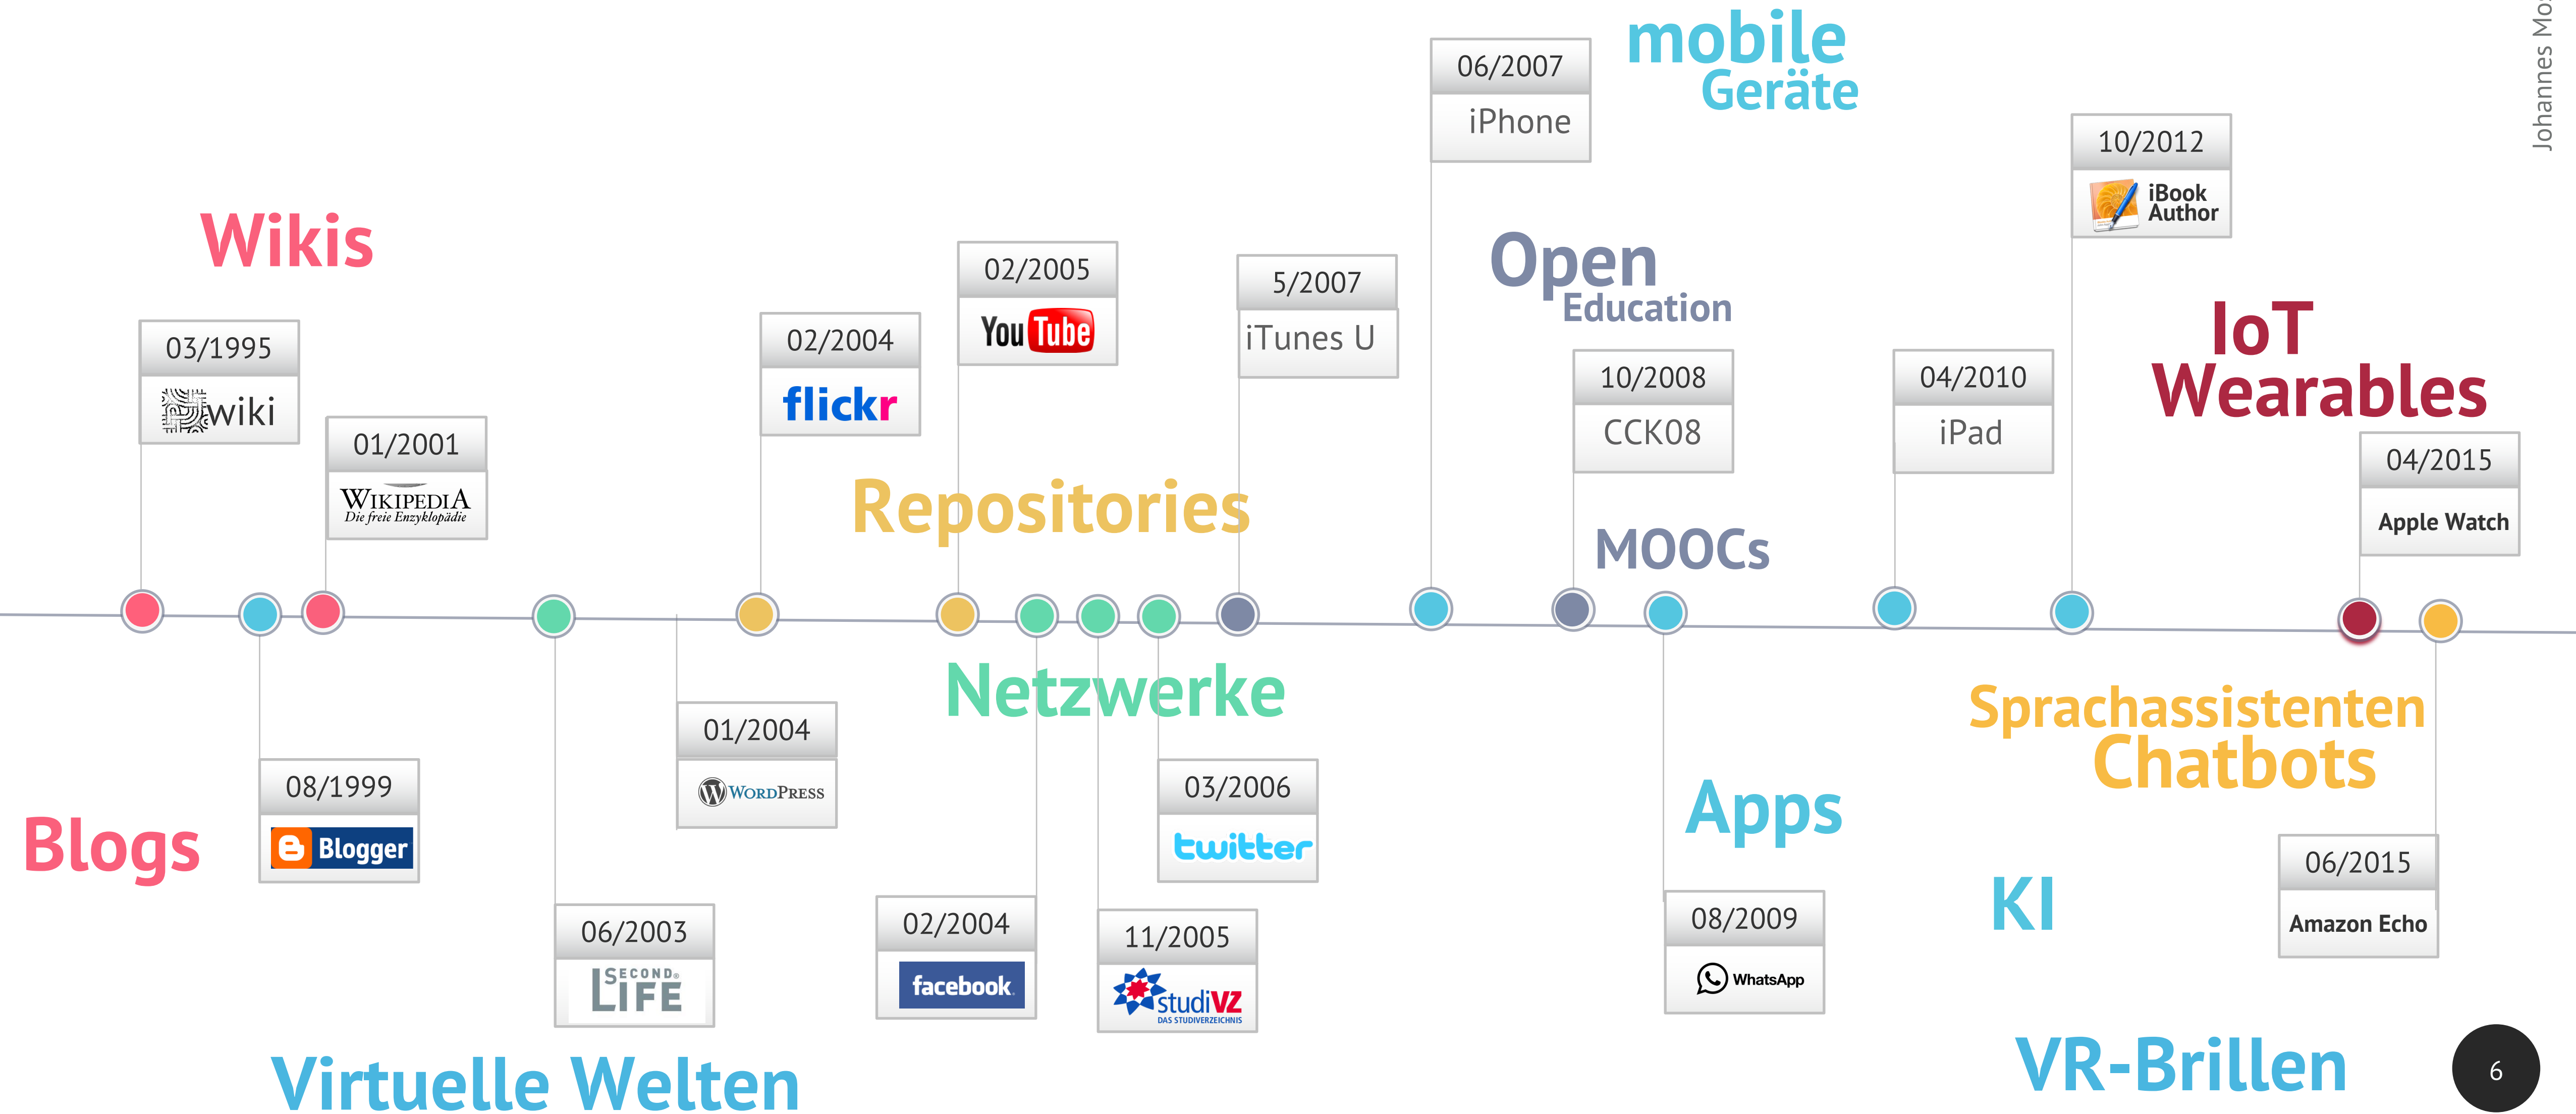 Johannes Mos
mobile
Geräte
06/2007
iPhone
10/2012
iBook
Author
Wikis
Open
Education
02/2005
YouTube
5/2007
iTunes U
IoT
Wearables
02/2004
flickr
03/1995
wiki
10/2008
CCK08
04/2010
iPad
01/2001
WIKIPEDIA
Die freie Enzyklopädie
04/2015
Apple Watch
Repositories
MOOCs
Netzwerke
Sprachassistenten
Chatbots
01/2004
WORDPRESS
08/1999
Blogger
Blogs
03/2006
twitter
Apps
06/2015
Amazon Echo
KI
06/2003
SECOND®
LIFE
02/2004
facebook.
11/2005
studiVZ
DAS STUDIVERZEICHNIS
08/2009
WhatsApp
Virtuelle Welten
VR-Brillen
6